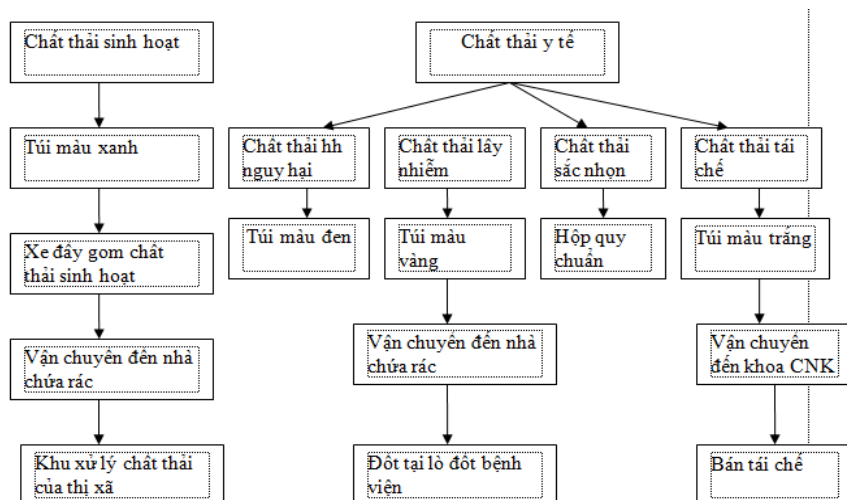 Chất thải sinh hoạt
Chất thải y tế
Túi màu xanh
Chất thải hh
nguy hại
Chất thải lây
nhiễm
Chất thải
sắc nhọn
Chất thải tái
chế
Túi màu đen
Túi màu
vàng
Hộp quy
chuẩn
Túi màu trắng
Xe đẩy gom chất
thải sinh hoạt
Vận chuyển đến nhà
chứa rác
Vận chuyển đến nhà
chứa rác
Vận chuyển
đến khoa CNK
Khu xử lý chất thải
của thị xã
Đốt tại lò đốt bệnh
viện
Bán tái chế